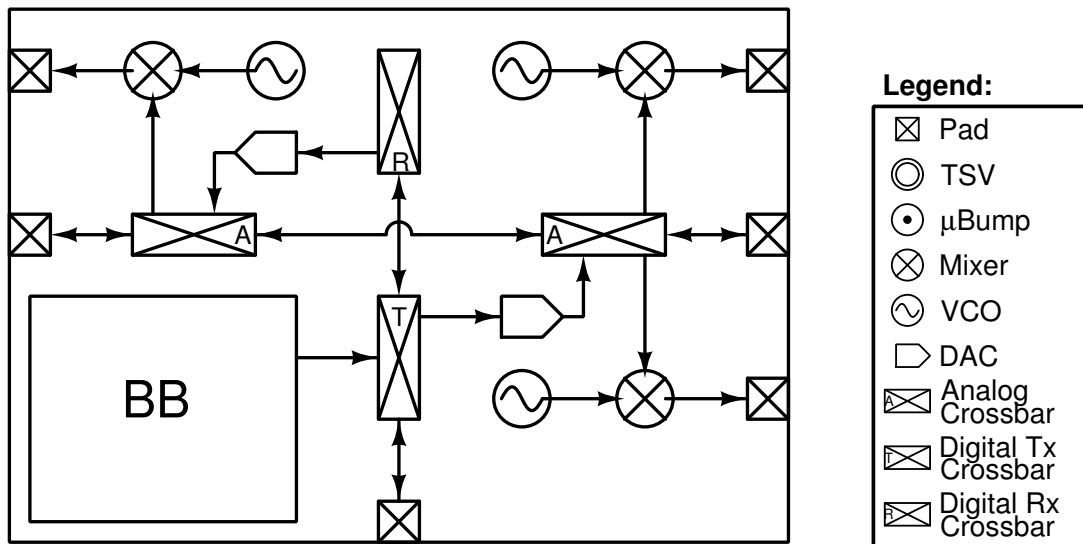 R
A
A
T
BB
Legend:
Pad
TSV
μBump
Mixer
VCO
DAC
A
Analog
Crossbar
T
Digital Tx
Crossbar
R
Digital Rx
Crossbar